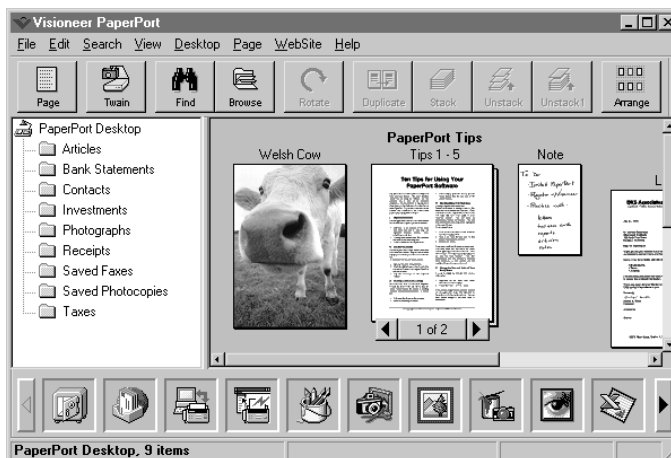 Visioneer PaperPort
File Edit Search View Desktop Page WebSite Help
Page Twain Find Browse Rotate Duplicate Stack Unstack Unstack1 Arrange
PaperPort Desktop
Articles
Bank Statements
Contacts
Investments
Photographs
Receipts
Saved Faxes
Saved Photocopies
Taxes
PaperPort Tips
Welsh Cow
Tips 1 - 5
Note
L
Ten Tips for Using Your
PaperPort Software
To Do
1 of 2
PaperPort Desktop, 9 items